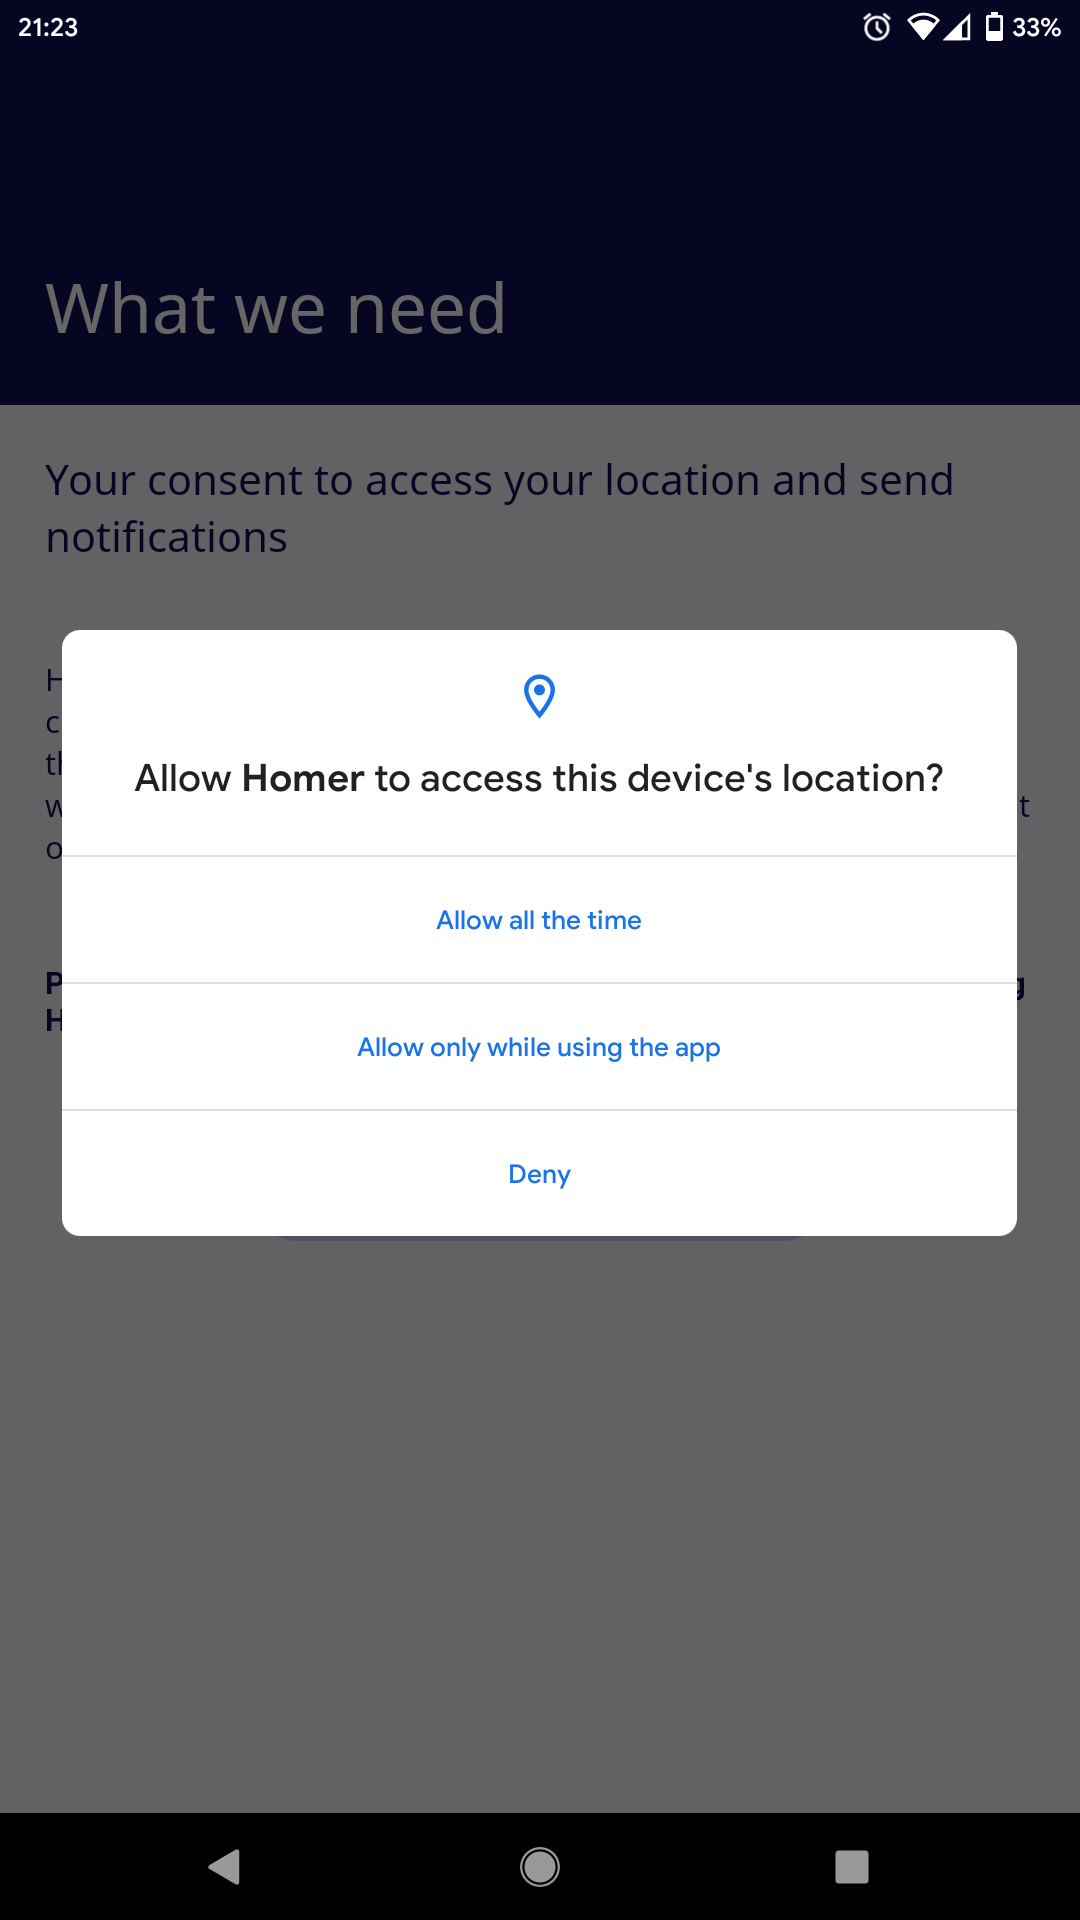 21:23
33%
What we need
Your consent to access your location and send
notifications
Allow Homer to access this device's location?
Allow all the time
Allow only while using the app
Deny